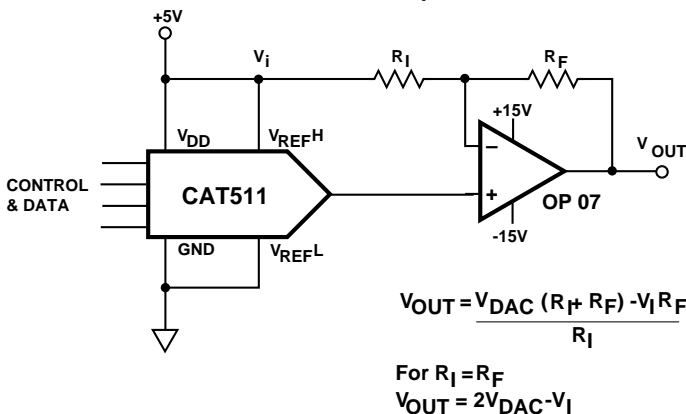 +5V
Vi
RI
RF
+15V
VDD
VREFH
–
VOUT
CONTROL
& DATA
CAT511
+
OP 07
GND
VREFL
-15V
VOUT = VDAC (RI+ RF) -VI RF
RI
For RI = RF
VOUT = 2VDAC-VI